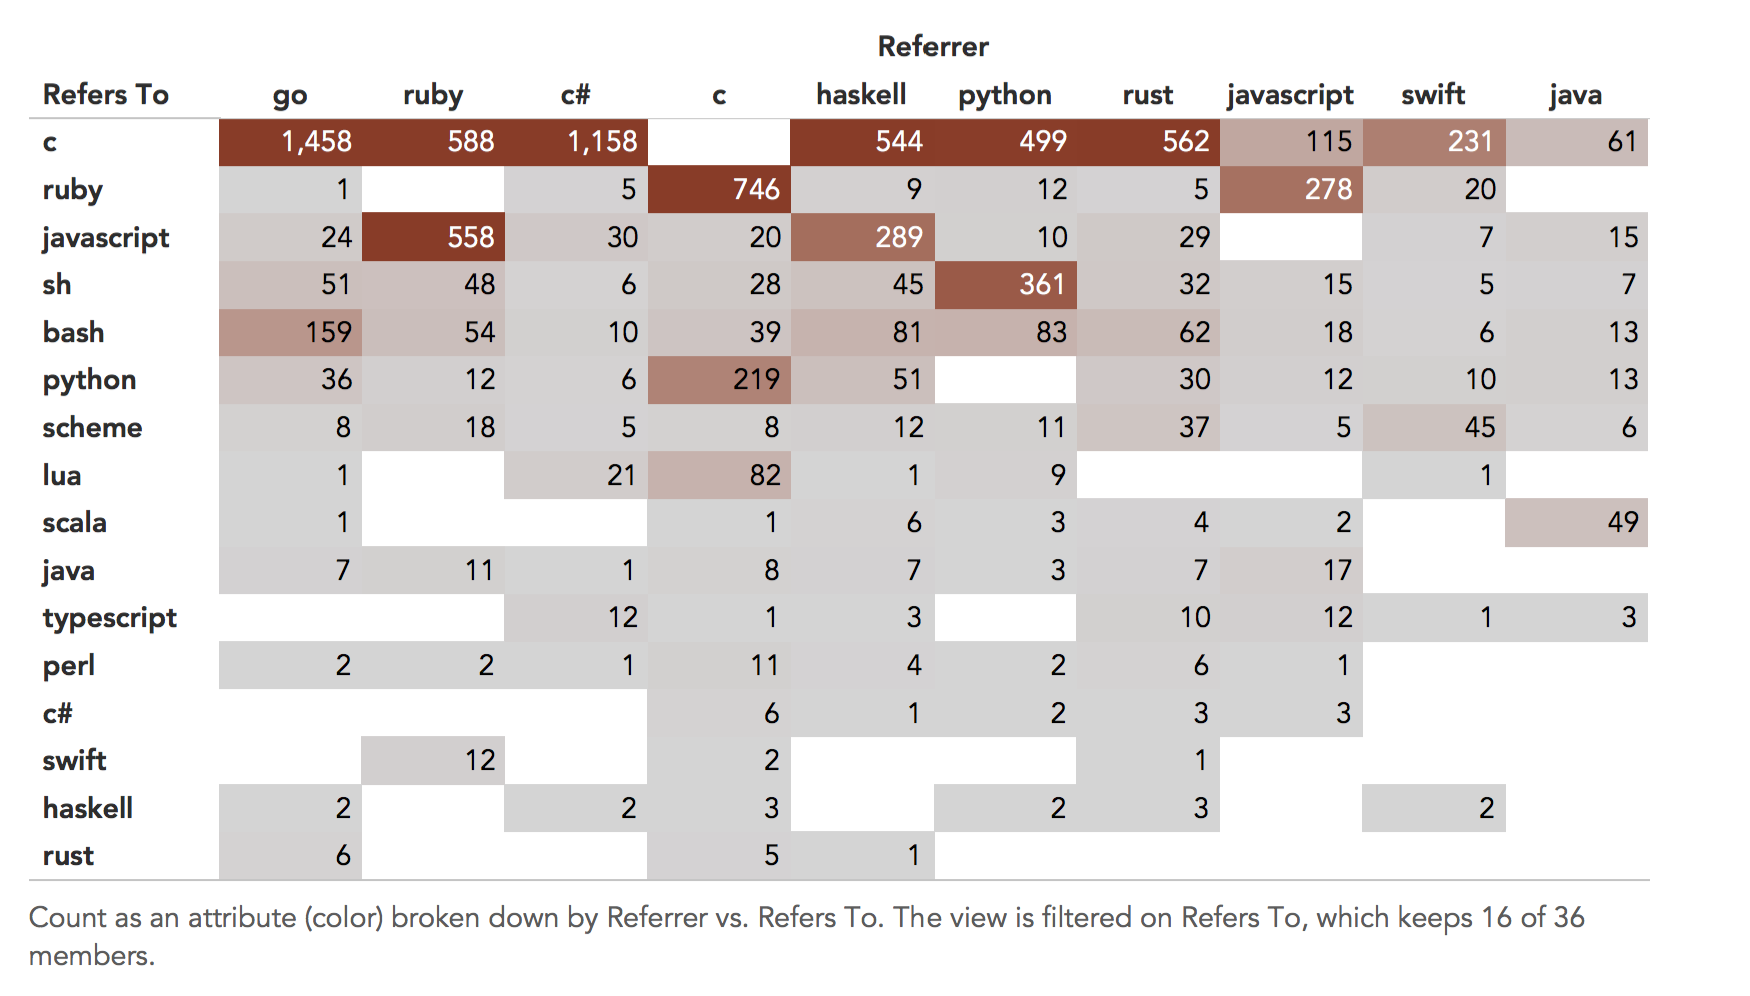 Referrer
Refers To go ruby c# c haskell python rust javascript swift java
c 1,458 588 1,158 544 499 562 115 231 61
ruby 1 5 746 9 12 5 278 20
javascript 24 558 30 20 289 10 29 7 15
sh 51 48 6 28 45 361 32 15 5 7
bash 159 54 10 39 81 83 62 18 6 13
python 36 12 6 219 51 30 12 10 13
scheme 8 18 5 8 12 11 37 5 45 6
lua 1 21 82 1 9 1
scala 1 1 6 3 4 2 49
java 7 11 1 8 7 3 7 17
typescript 12 1 3 10 12 1 3
perl 2 2 1 11 4 2 6 1
c# 6 1 2 3 3
swift 12 2 1
haskell 2 2 3 2 3 2
rust 6 5 1
Count as an attribute (color) broken down by Referrer vs. Refers To. The view is filtered on Refers To, which keeps 16 of 36
members.